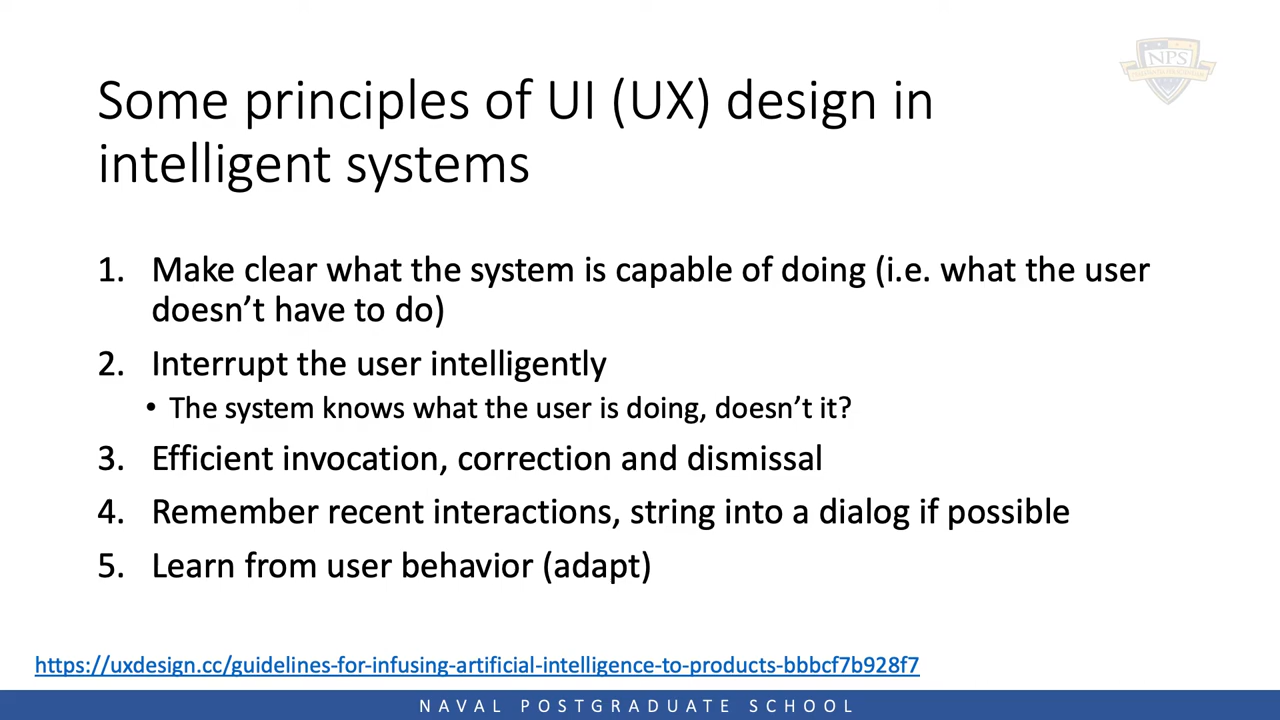 NPS
Some principles of UI (UX) design in
intelligent systems
1. Make clear what the system is capable of doing (i.e. what the user
doesn’t have to do)
2. Interrupt the user intelligently
• The system knows what the user is doing, doesn’t it?
3. Efficient invocation, correction and dismissal
4. Remember recent interactions, string into a dialog if possible
5. Learn from user behavior (adapt)
https://uxdesign.cc/guidelines-for-infusing-artificial-intelligence-to-products-bbbcf7b928f7
NAVAL POSTGRADUATE SCHOOL